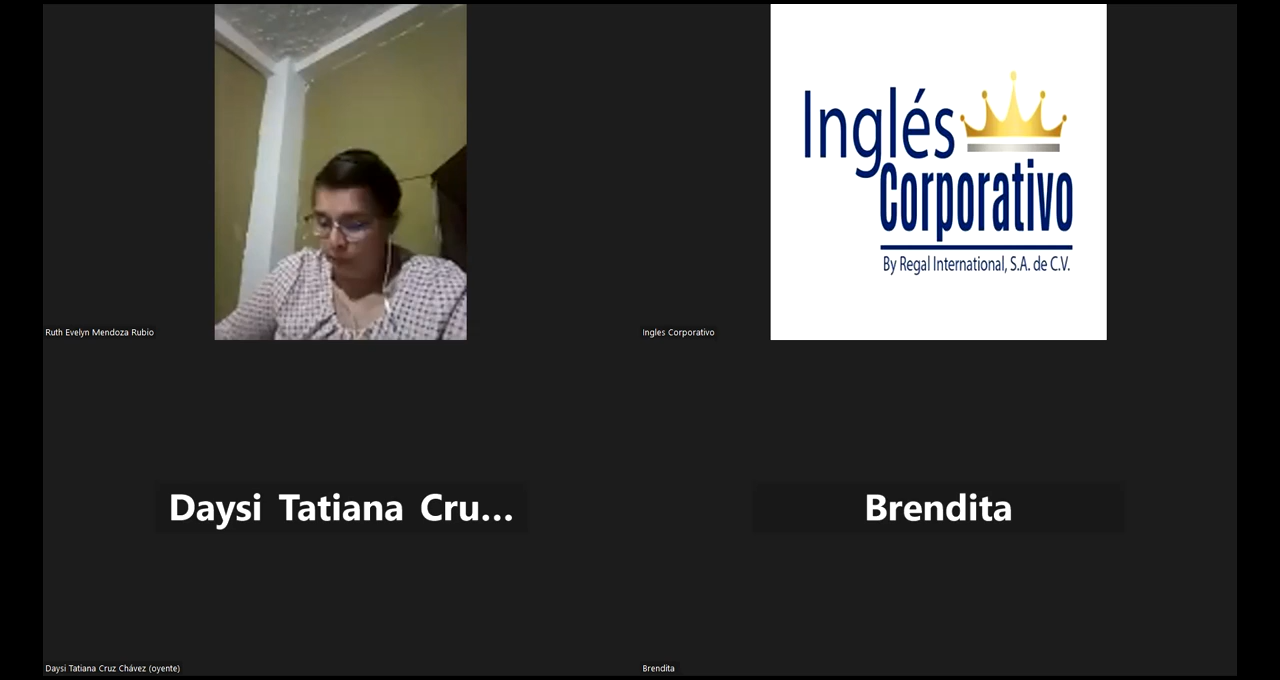 Inglés
Corporativo
By Regal International, S.A. de C.V.
Ruth Evelyn Mendoza Rubio
Ingles Corporativo
Daysi Tatiana Cru...
Brendita
Daysi Tatiana Cruz Chávez (oyente)
Brendita